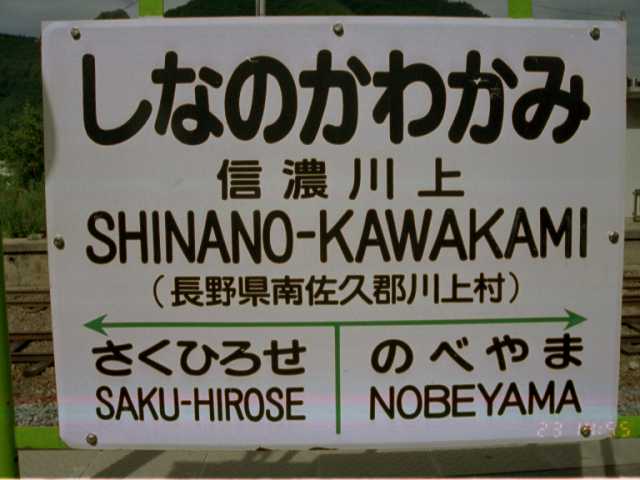 しなのかわかみ
信濃川上
SHINANO-KAWAKAMI
(長野県南佐久郡川上村)
さくひろせ のべやま
SAKU-HIROSE NOBEYAMA